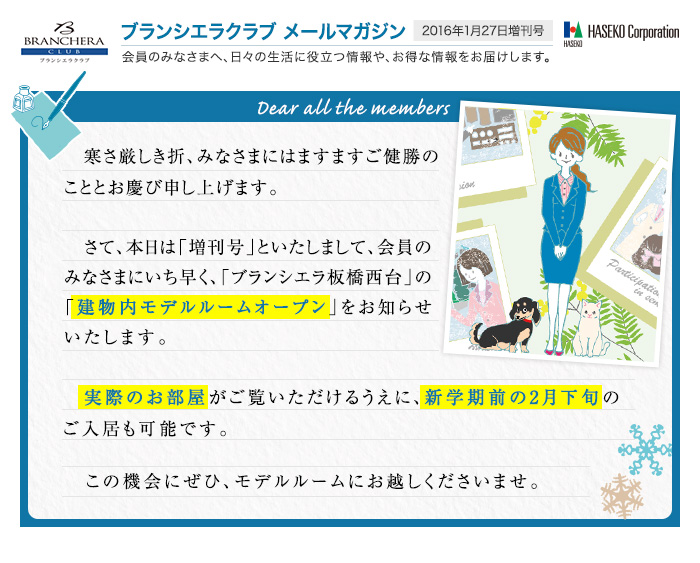 BRANCHERA
CLUB
ブランシエラクラブ
ブランシエラクラブ メールマガジン
2016年1月27日増刊号
HASEKO
HASEKO Corporation
会員のみなさまへ、日々の生活に役立つ情報や、お得な情報をお届けします。
Dear all the members
寒さ厳しき折、みなさまにはますますご健勝の
こととお慶び申し上げます。
さて、本日は「増刊号」といたしまして、会員の
みなさまにいち早く、「ブランシエラ板橋西台」の
「建物内モデルルームオープン」をお知らせ
いたします。
Participation
in
実際のお部屋がご覧いただけるうえに、新学期前の2月下旬の
ご入居も可能です。
この機会にぜひ、モデルルームにお越しくださいませ。